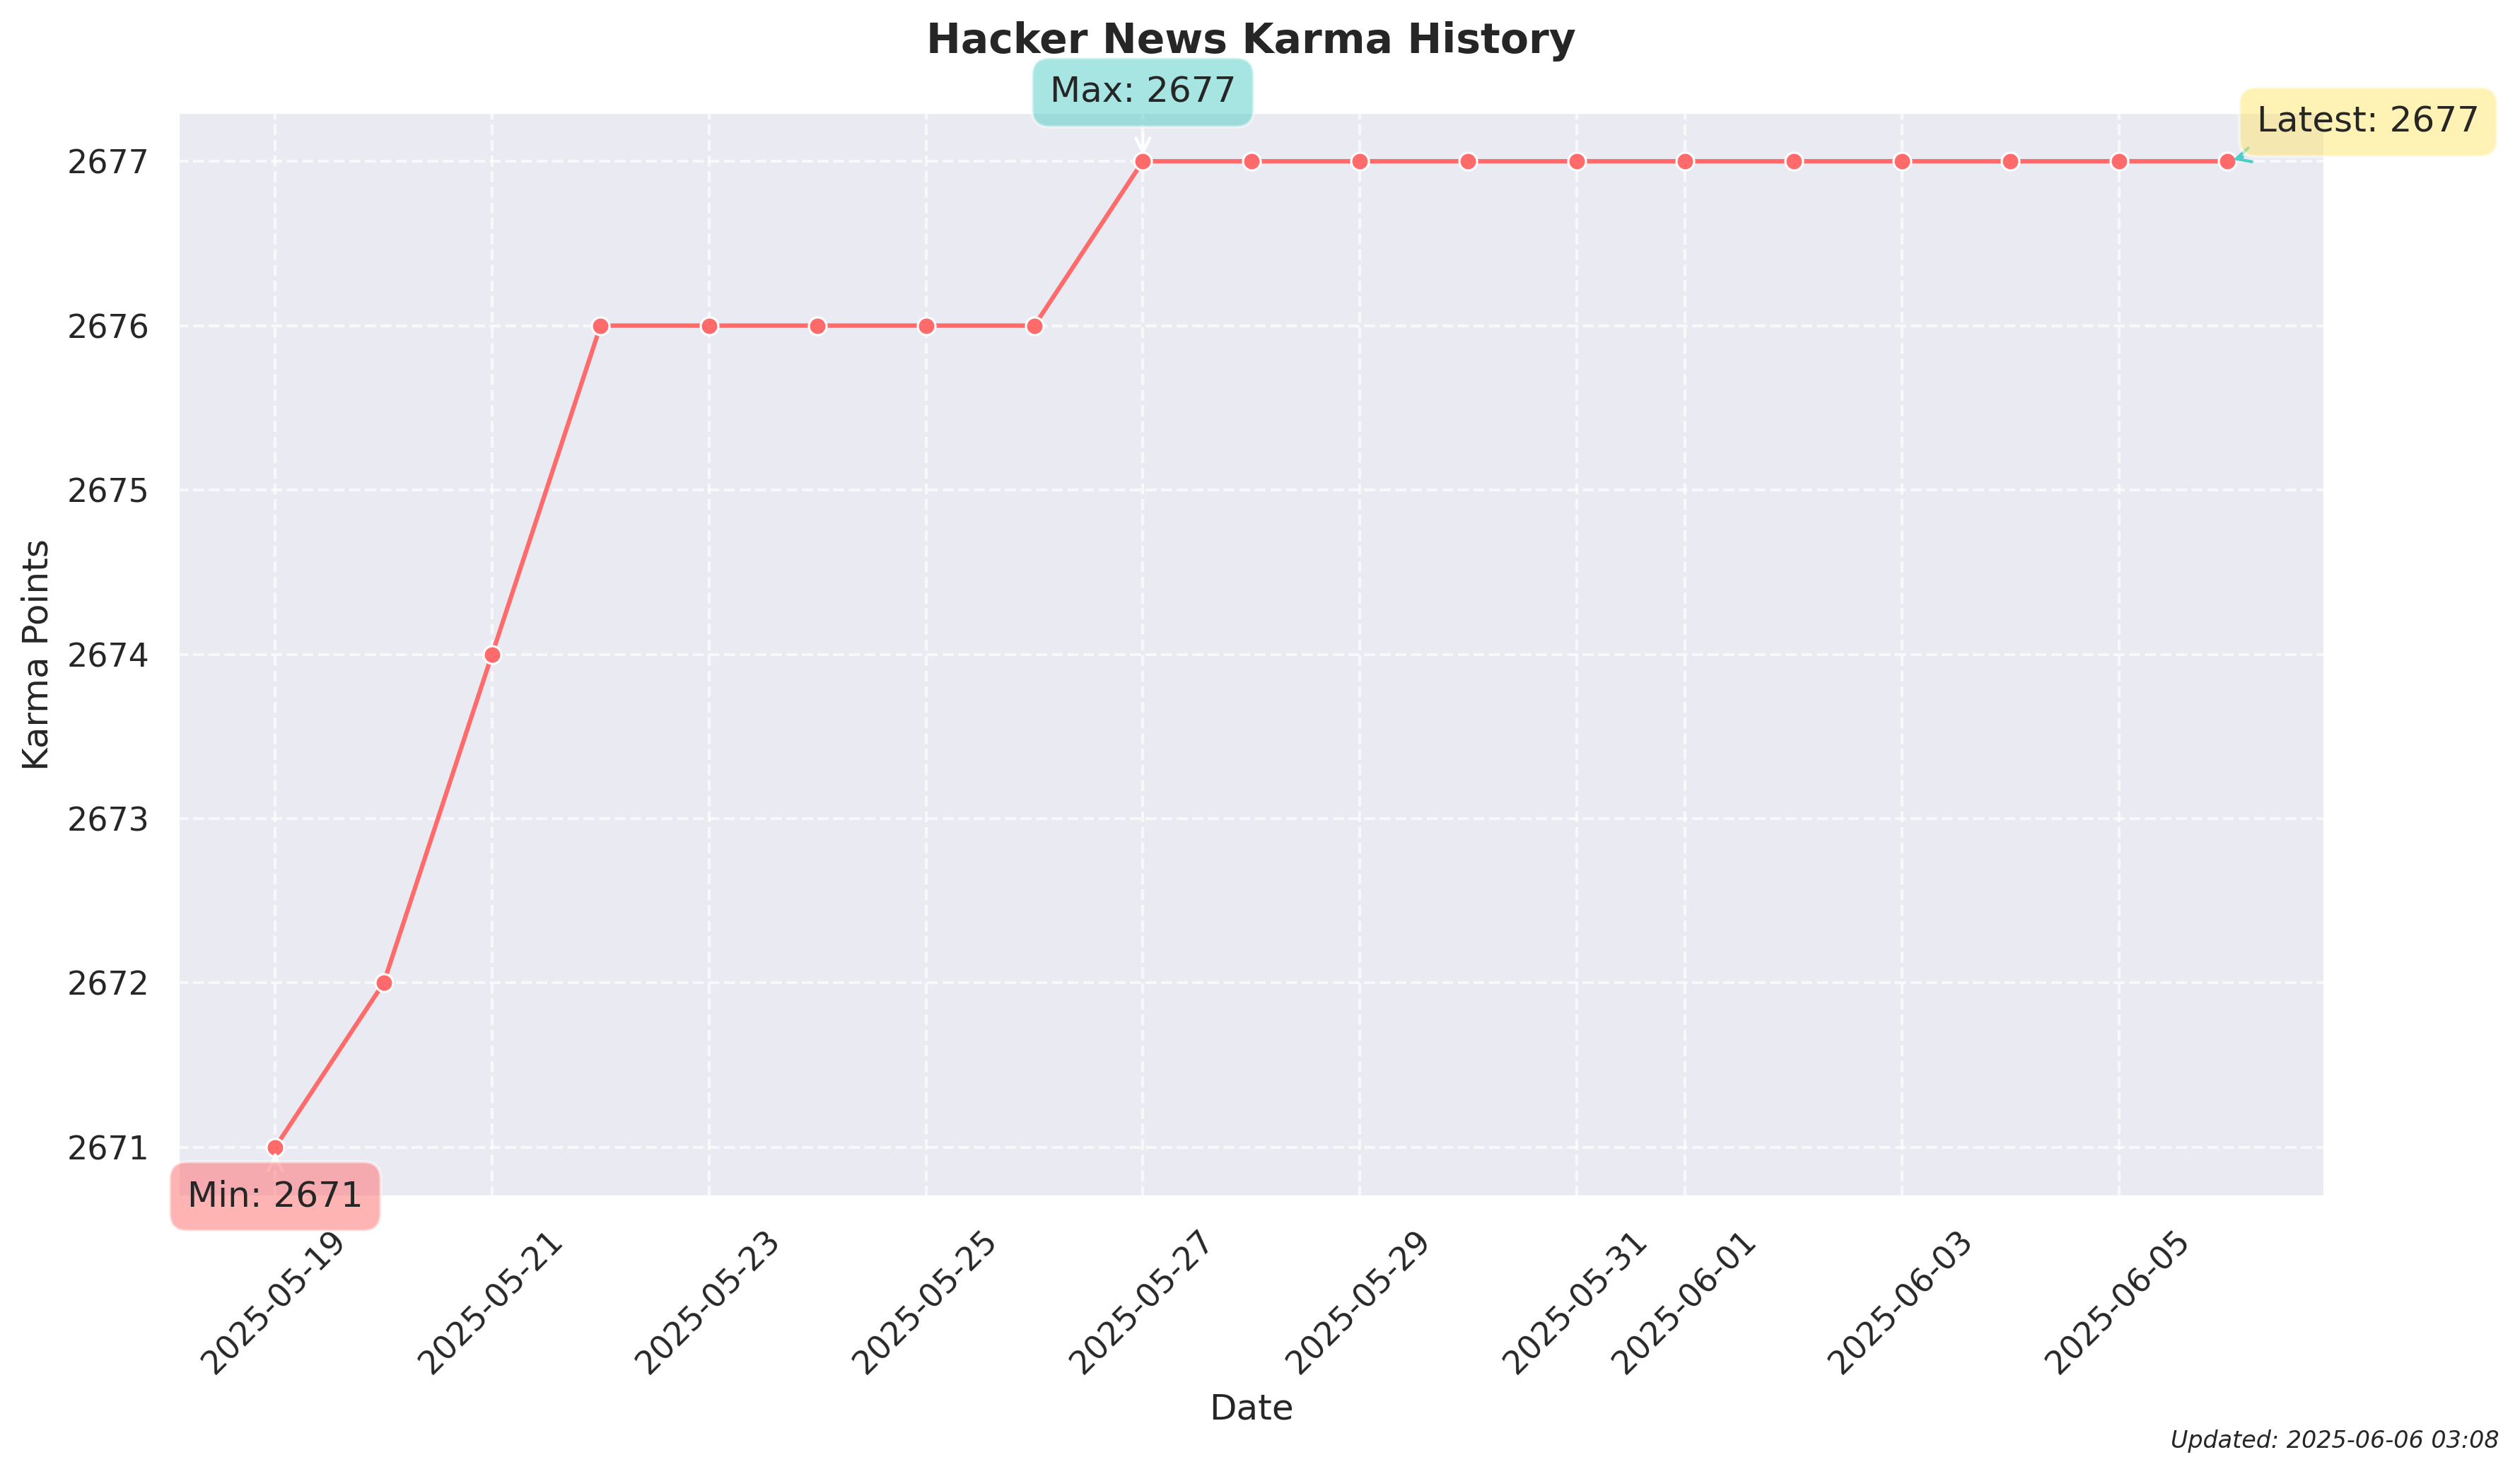 Hacker News Karma History
Max: 2677
Latest: 2677
2677
2676
2675
2674
2673
2672
2671
Karma Points
Min: 2671
2025-05-19
2025-05-21
2025-05-23
2025-05-25
2025-05-27
2025-05-29
2025-05-31
2025-06-01
2025-06-03
2025-06-05
Date
Updated: 2025-06-06 03:08